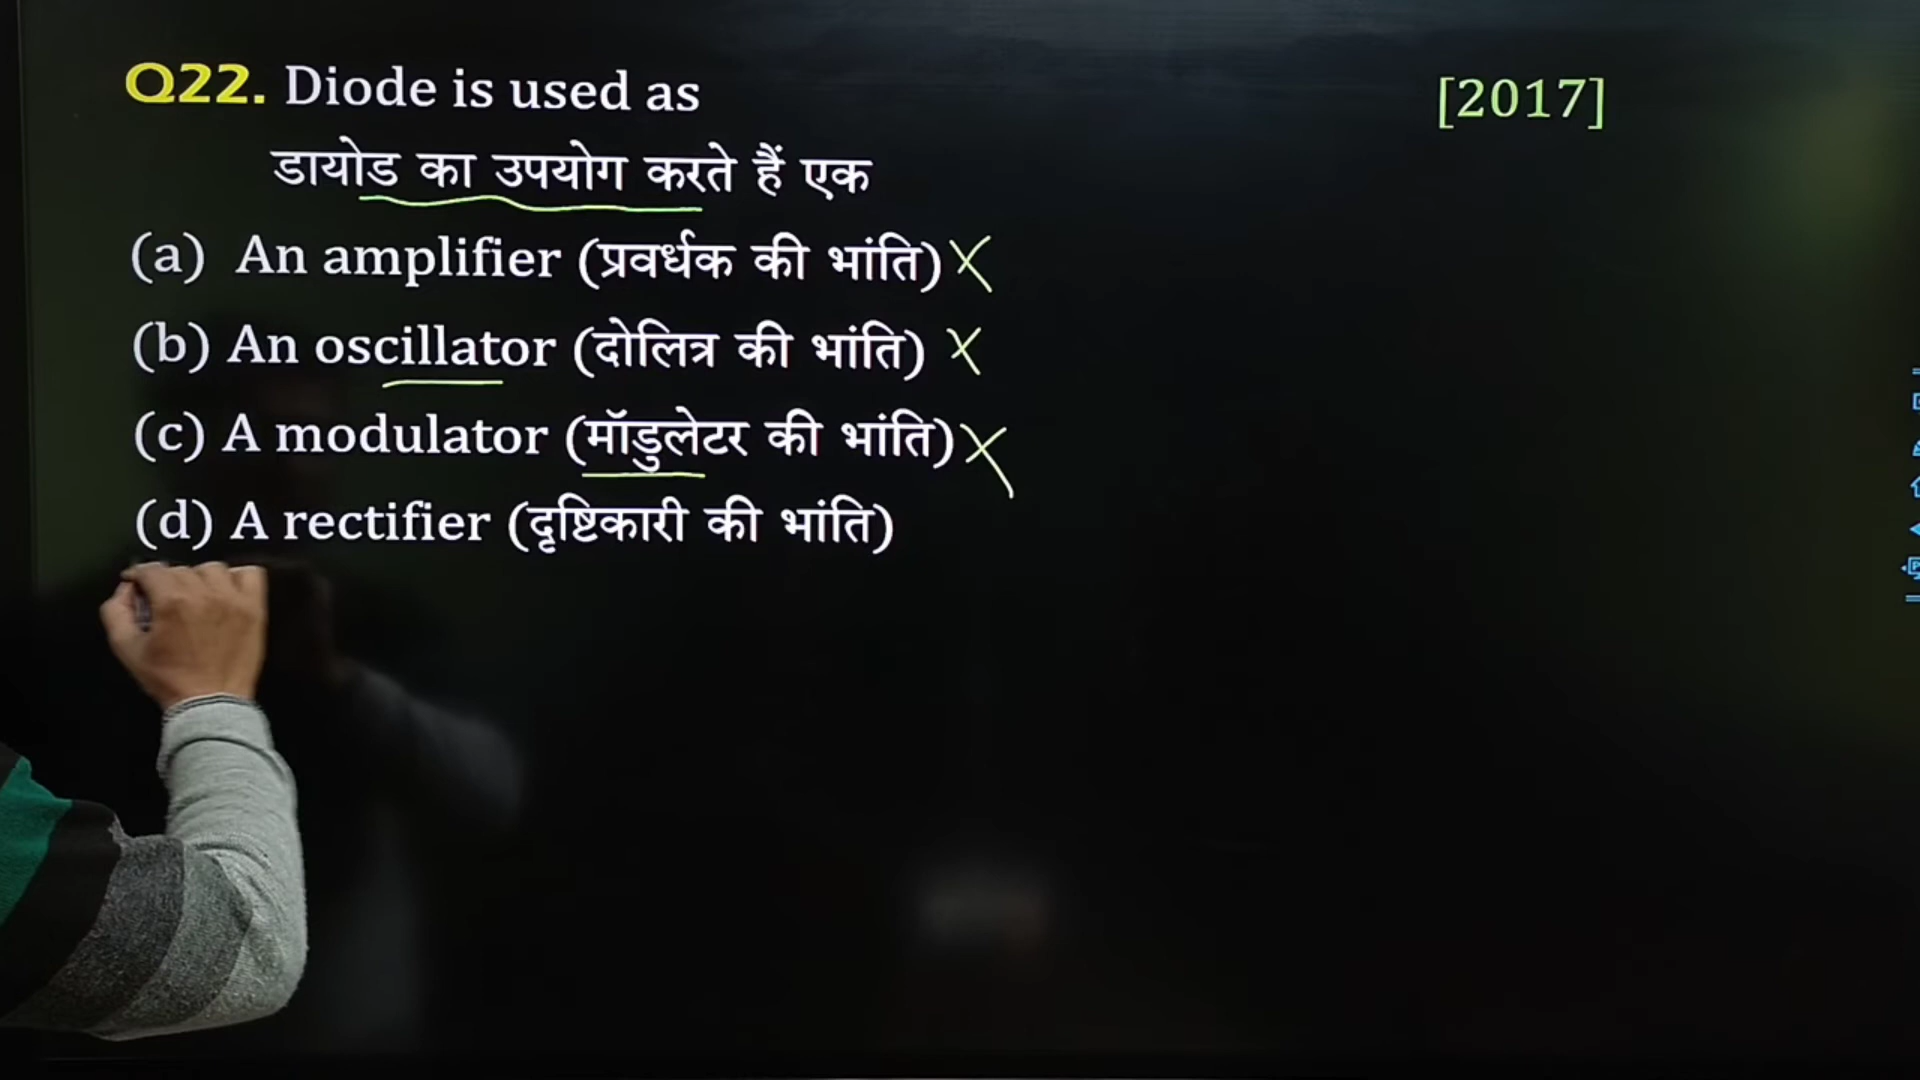 Q22. Diode is used as [2017]
डायोड का उपयोग करते हैं एक
(a) An amplifier (प्रवर्धक की भांति) X
(b) An oscillator (दोलित्र की भांति) X
(c) A modulator (मॉडुलेटर की भांति) X
(d) A rectifier (दृष्टिकारी की भांति)